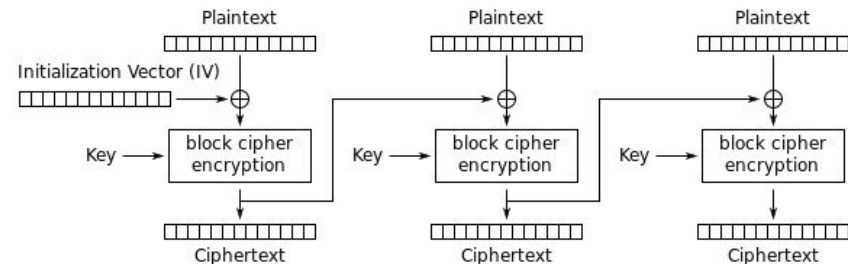 Plaintext
Plaintext
Plaintext
Initialization Vector (IV)
Key
block cipher
encryption
Key
block cipher
encryption
Key
block cipher
encryption
Ciphertext
Ciphertext
Ciphertext